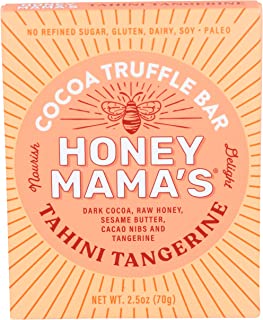 NO REFINED SUGAR, GLUTEN, DAIRY, SOY • PALEO
COCOA TRUFFLE BAR
Nourish
Delight
HONEY
MAMA'S®
DARK COCOA, RAW HONEY,
SESAME BUTTER,
CACAO NIBS AND
TANGERINE
TAHINI TANGERINE
NET WT. 2.5oz (70g)